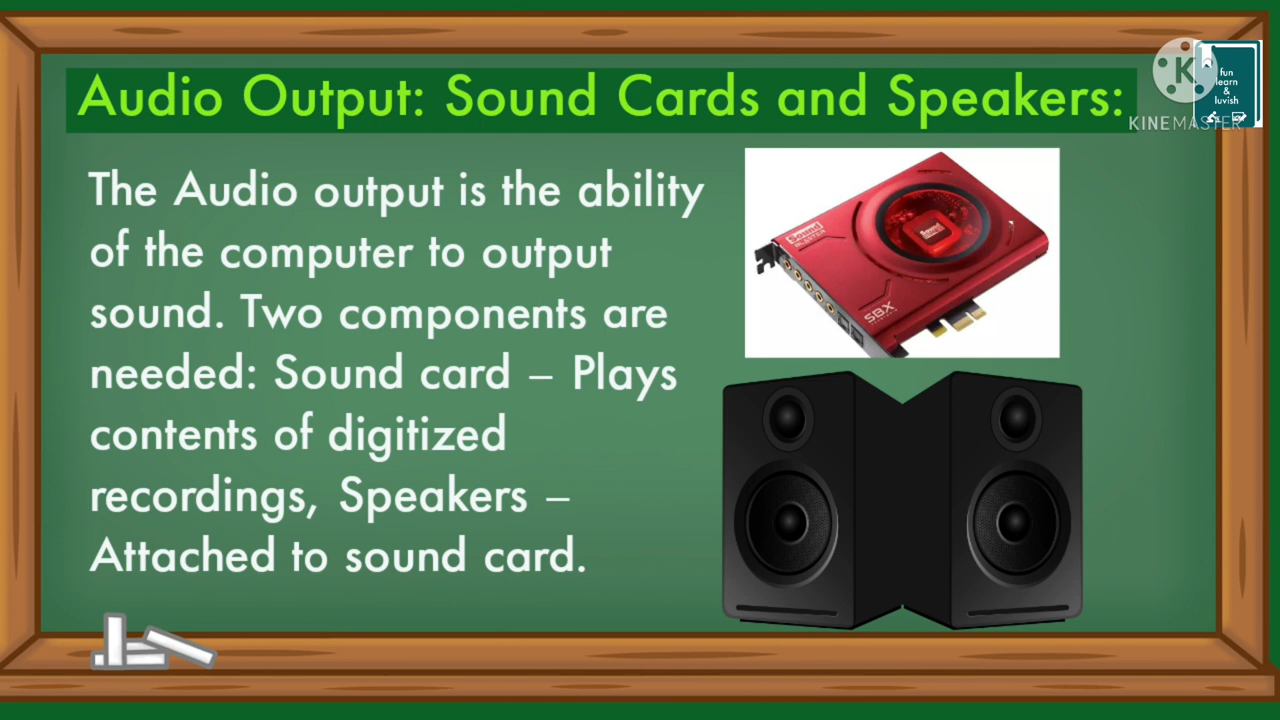 Audio Output: Sound Cards and Speakers:
The Audio output is the ability
of the computer to output
sound. Two components are
needed: Sound card – Plays
contents of digitized
recordings, Speakers –
Attached to sound card.
K
KINEMASTER
fun
learn
&
luvish
Sound
BLASTER
SBX